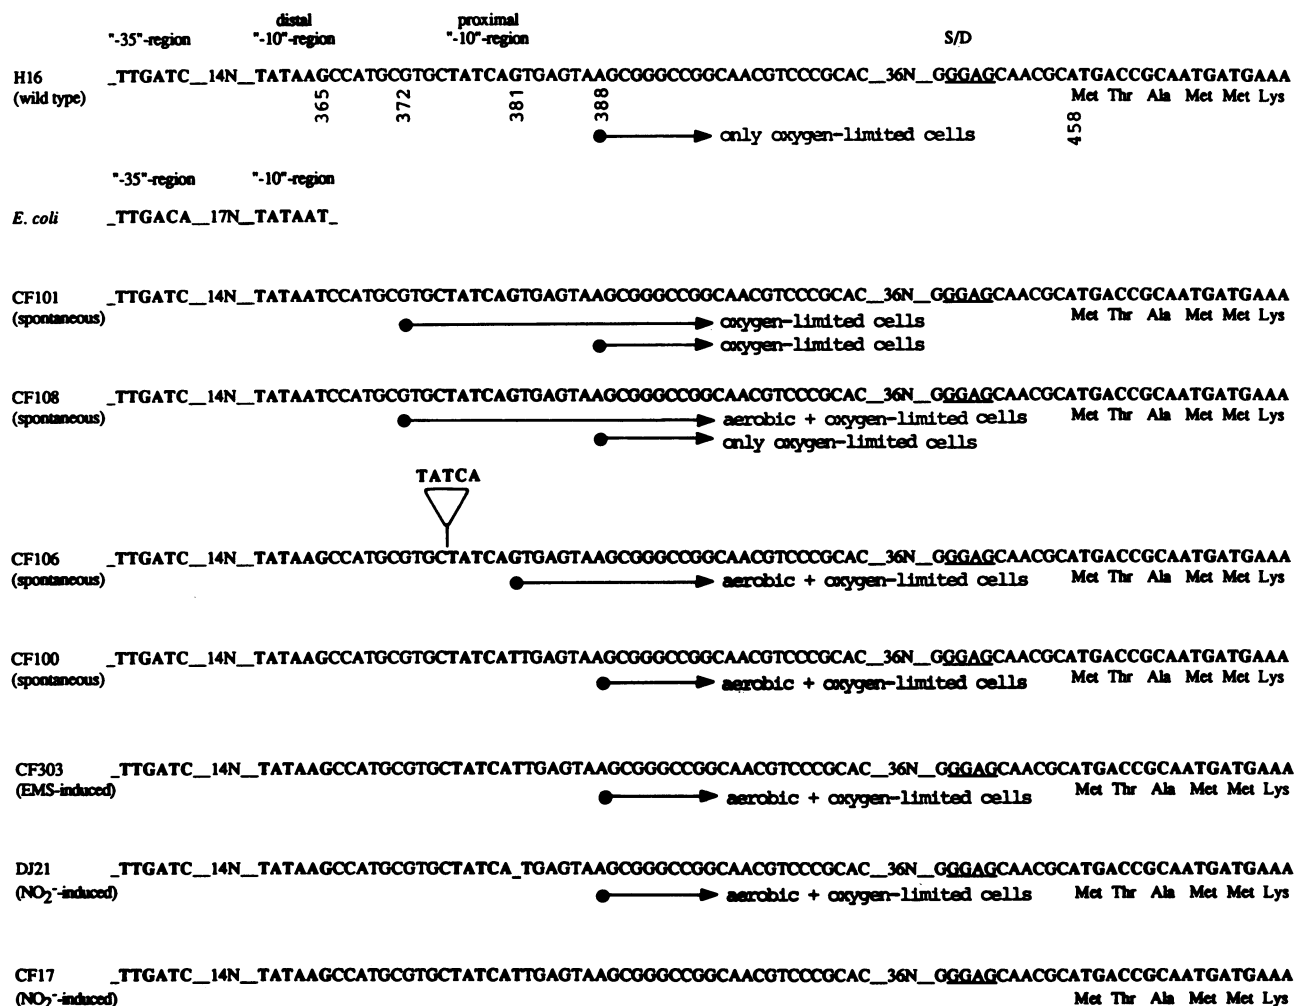 distal proximal
"-35"-region "-10"-region "-10"-region S/D
H16 _TTGATC__14N__TATAAGCCATGCGTGCTATCAGTGAGTAAGCGGGCCGGCAACGTCCCGCAC__36N__GGGAGCAACGCATGACCGCAATGATGAAA
(wild type) Met Thr Ala Met Met Lys
365 372 381 388 458
only oxygen-limited cells
"-35"-region "-10"-region
E. coli _TTGACA__17N__TATAAT_
CF101 _TTGATC__14N__TATAATCCATGCGTGCTATCAGTGAGTAAGCGGGCCGGCAACGTCCCGCAC__36N__GGGAGCAACGCATGACCGCAATGATGAAA
(spontaneous) Met Thr Ala Met Met Lys
oxygen-limited cells
oxygen-limited cells
CF108 _TTGATC__14N__TATAATCCATGCGTGCTATCAGTGAGTAAGCGGGCCGGCAACGTCCCGCAC__36N__GGGAGCAACGCATGACCGCAATGATGAAA
(spontaneous) Met Thr Ala Met Met Lys
aerobic + oxygen-limited cells
only oxygen-limited cells
TATCA
CF106 _TTGATC__14N__TATAAGCCATGCGTGCTATCAGTGAGTAAGCGGGCCGGCAACGTCCCGCAC__36N__GGGAGCAACGCATGACCGCAATGATGAAA
(spontaneous) aerobic + oxygen-limited cells Met Thr Ala Met Met Lys
CF100 _TTGATC__14N__TATAAGCCATGCGTGCTATCATTGAGTAAGCGGGCCGGCAACGTCCCGCAC__36N__GGGAGCAACGCATGACCGCAATGATGAAA
(spontaneous) aerobic + oxygen-limited cells Met Thr Ala Met Met Lys
CF303 _TTGATC__14N__TATAAGCCATGCGTGCTATCATTGAGTAAGCGGGCCGGCAACGTCCCGCAC__36N__GGGAGCAACGCATGACCGCAATGATGAAA
(EMS-induced) Met Thr Ala Met Met Lys
aerobic + oxygen-limited cells
DJ21 _TTGATC__14N__TATAAGCCATGCGTGCTATCA_TGAGTAAGCGGGCCGGCAACGTCCCGCAC__36N__GGGAGCAACGCATGACCGCAATGATGAAA
(NO2--induced) aerobic + oxygen-limited cells Met Thr Ala Met Met Lys
CF17 _TTGATC__14N__TATAAGCCATGCGTGCTATCATTGAGTAAGCGGGCCGGCAACGTCCCGCAC__36N__GGGAGCAACGCATGACCGCAATGATGAAA
(NO2--induced) Met Thr Ala Met Met Lys